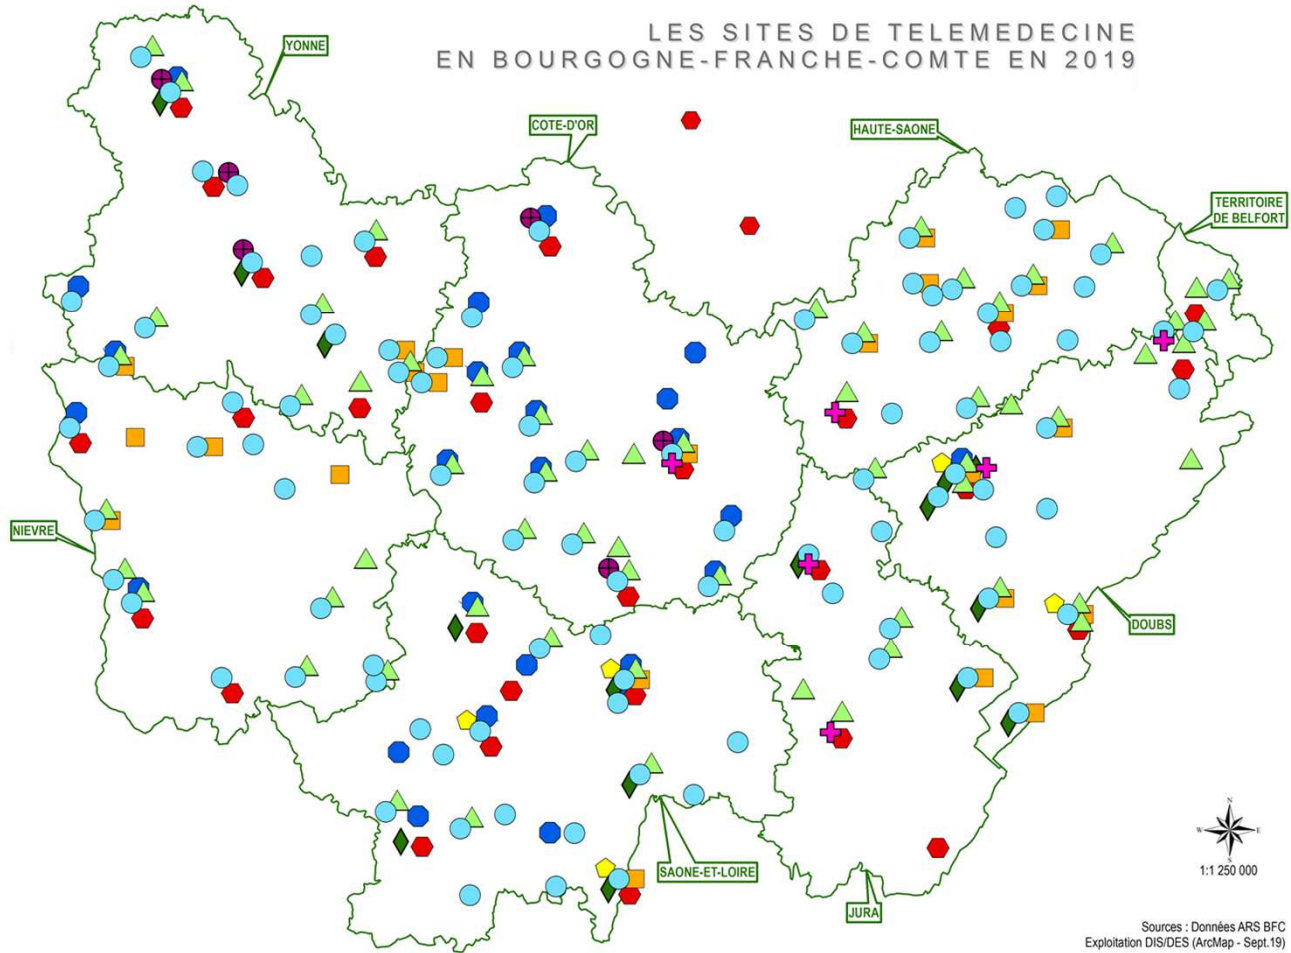 LES SITES DE TELEMEDECINE
EN BOURGOGNE-FRANCHE-COMTE EN 2019
YONNE
COTE-D'OR
HAUTE-SAONE
TERRITOIRE
DE BELFORT
NIEVRE
DOUBS
SAONE-ET-LOIRE
JURA
N
W
E
S
1:1 250 000
Sources : Données ARS BFC
Exploitation DIS/DES (ArcMap - Sept.19)